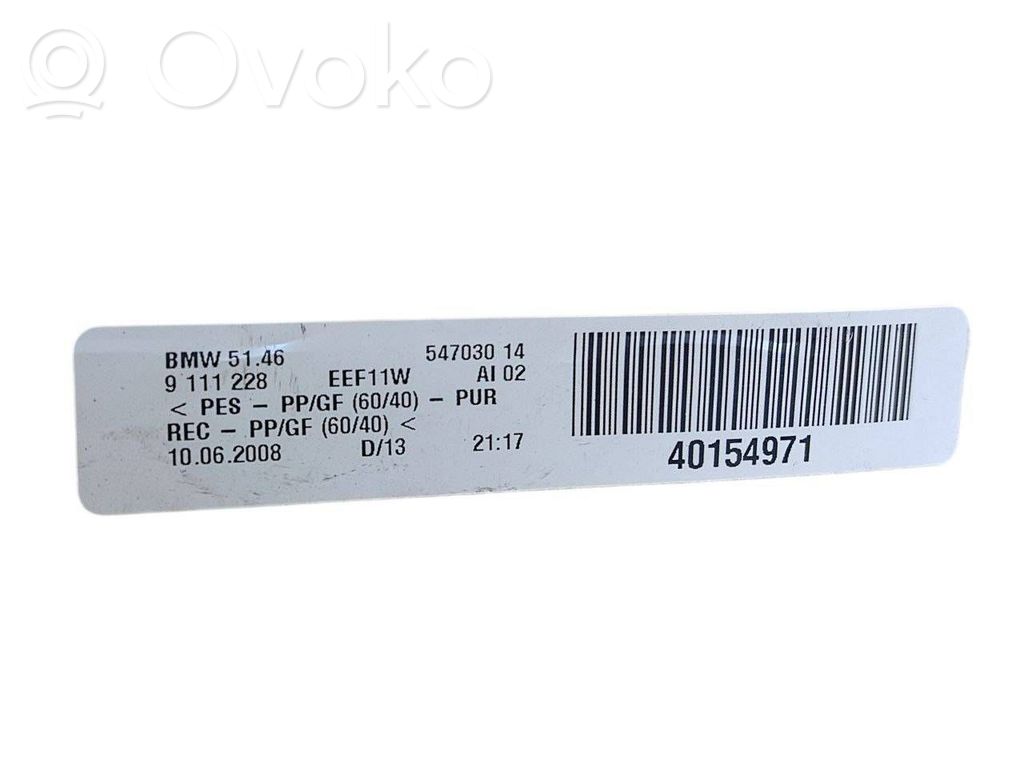 Ovoko
BMW 51.46 547030 14
9 111 228 EEF11W AI 02
< PES - PP/GF (60/40) - PUR
REC - PP/GF (60/40) <
10.06.2008 D/13 21:17
40154971